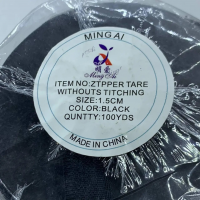 MING AI
Ming Ai
ITEM NO:ZTPPER TARE
WITHOUTS TITCHING
SIZE:1.5CM
COLOR:BLACK
QUNTTY:100YDS
MADE IN CHINA